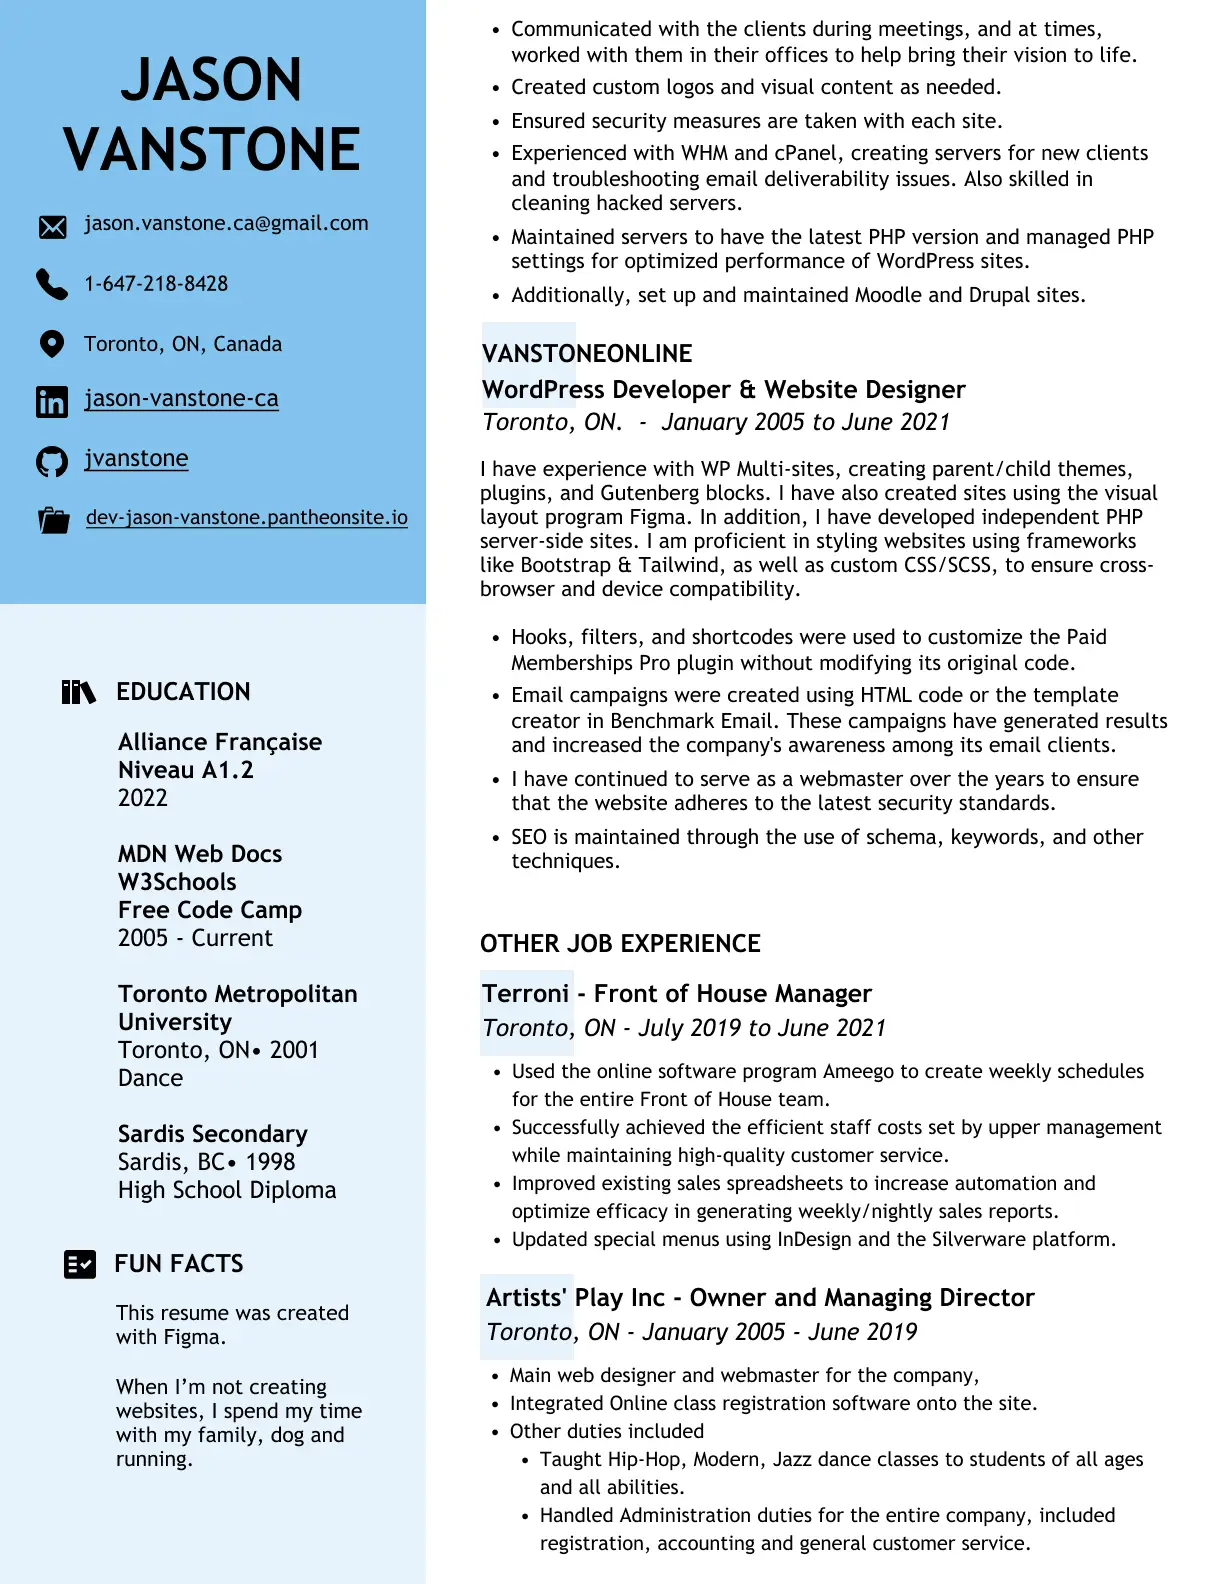 JASON
VANSTONE
jason.vanstone.ca@gmail.com
1-647-218-8428
Toronto, ON, Canada
jason-vanstone-ca
jvanstone
dev-jason-vanstone.pantheonsite.io
EDUCATION
Alliance Française
Niveau A1.2
2022
MDN Web Docs
W3Schools
Free Code Camp
2005 - Current
Toronto Metropolitan
University
Toronto, ON• 2001
Dance
Sardis Secondary
Sardis, BC• 1998
High School Diploma
FUN FACTS
This resume was created
with Figma.
When I’m not creating
websites, I spend my time
with my family, dog and
running.
• Communicated with the clients during meetings, and at times,
worked with them in their offices to help bring their vision to life.
• Created custom logos and visual content as needed.
• Ensured security measures are taken with each site.
• Experienced with WHM and cPanel, creating servers for new clients
and troubleshooting email deliverability issues. Also skilled in
cleaning hacked servers.
• Maintained servers to have the latest PHP version and managed PHP
settings for optimized performance of WordPress sites.
• Additionally, set up and maintained Moodle and Drupal sites.
VANSTONEONLINE
WordPress Developer & Website Designer
Toronto, ON. - January 2005 to June 2021
I have experience with WP Multi-sites, creating parent/child themes,
plugins, and Gutenberg blocks. I have also created sites using the visual
layout program Figma. In addition, I have developed independent PHP
server-side sites. I am proficient in styling websites using frameworks
like Bootstrap & Tailwind, as well as custom CSS/SCSS, to ensure cross-
browser and device compatibility.
• Hooks, filters, and shortcodes were used to customize the Paid
Memberships Pro plugin without modifying its original code.
• Email campaigns were created using HTML code or the template
creator in Benchmark Email. These campaigns have generated results
and increased the company's awareness among its email clients.
• I have continued to serve as a webmaster over the years to ensure
that the website adheres to the latest security standards.
• SEO is maintained through the use of schema, keywords, and other
techniques.
OTHER JOB EXPERIENCE
Terroni - Front of House Manager
Toronto, ON - July 2019 to June 2021
• Used the online software program Ameego to create weekly schedules
for the entire Front of House team.
• Successfully achieved the efficient staff costs set by upper management
while maintaining high-quality customer service.
• Improved existing sales spreadsheets to increase automation and
optimize efficacy in generating weekly/nightly sales reports.
• Updated special menus using InDesign and the Silverware platform.
Artists' Play Inc - Owner and Managing Director
Toronto, ON - January 2005 - June 2019
• Main web designer and webmaster for the company,
• Integrated Online class registration software onto the site.
• Other duties included
• Taught Hip-Hop, Modern, Jazz dance classes to students of all ages
and all abilities.
• Handled Administration duties for the entire company, included
registration, accounting and general customer service.